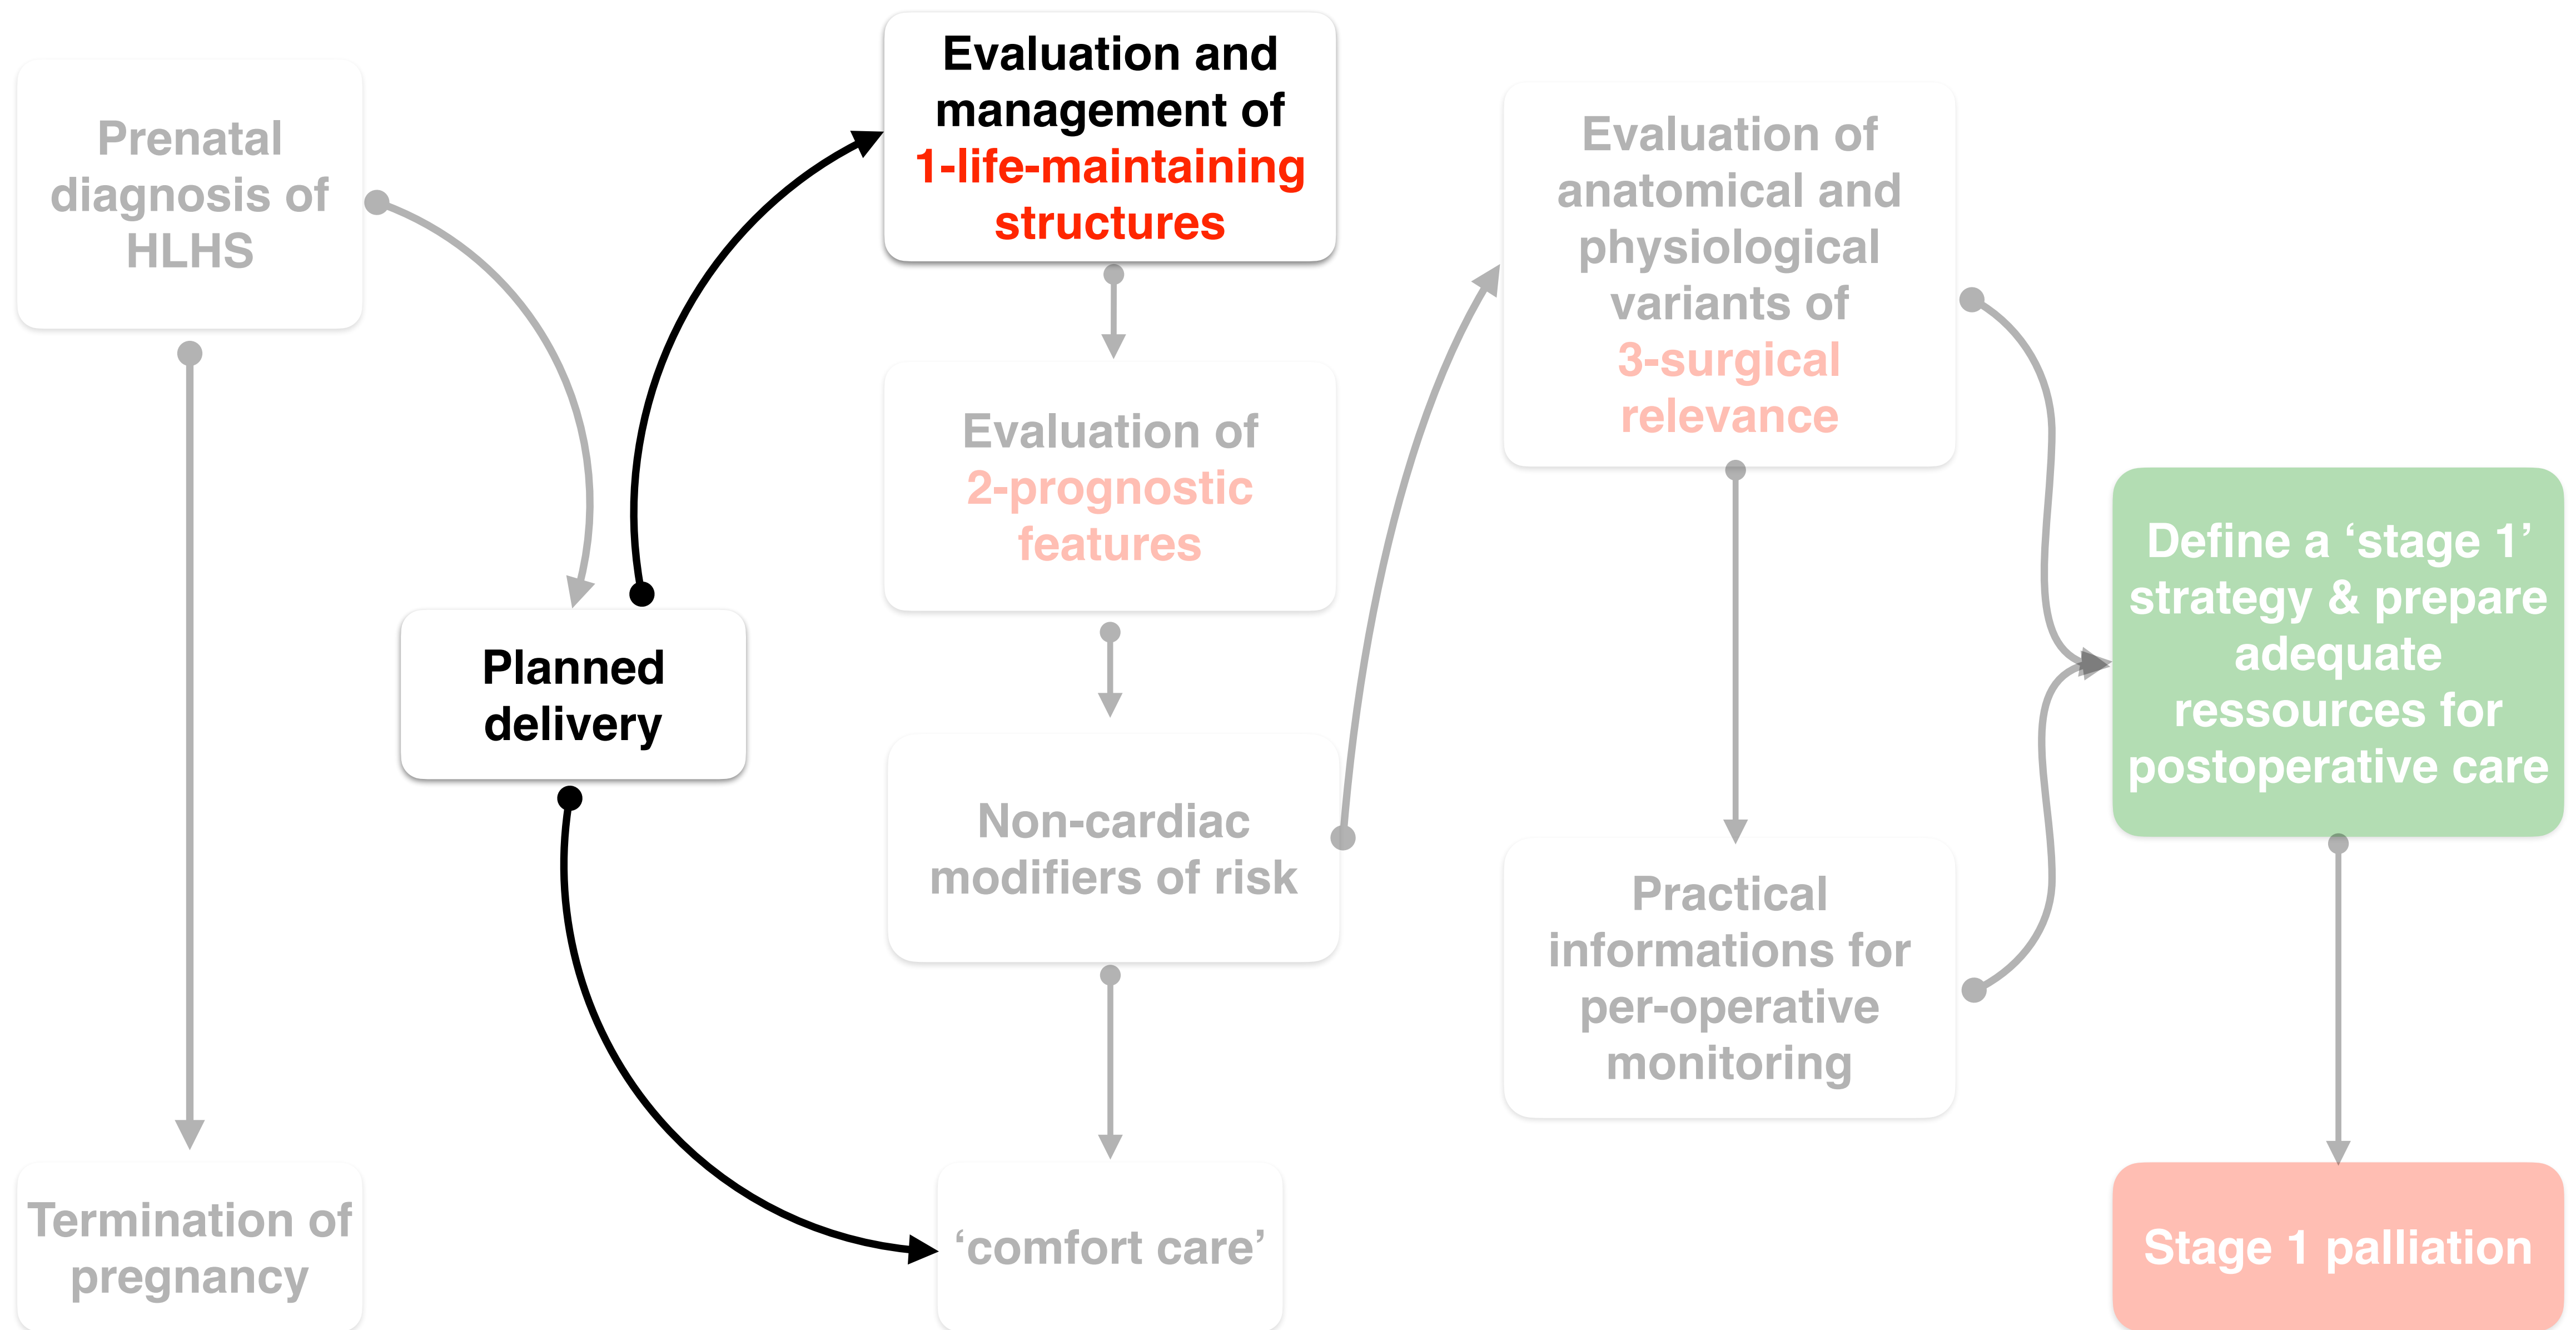 Prenatal
diagnosis of
HLHS
Termination of
pregnancy
Planned
delivery
Evaluation and
management of
1-life-maintaining
structures
Evaluation of
2-prognostic
features
Non-cardiac
modifiers of risk
‘comfort care’
Evaluation of
anatomical and
physiological
variants of
3-surgical
relevance
Practical
informations for
per-operative
monitoring
Define a ‘stage 1’
strategy & prepare
adequate
ressources for
postoperative care
Stage 1 palliation